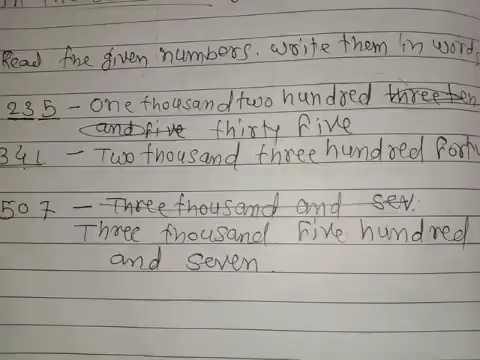 Read the given numbers. write them in word
235 - One thousand two hundred three ten
and five thirty five
341 - Two thousand three hundred Forty
507 - Three thousand and sev.
Three thousand five hundred
and seven.